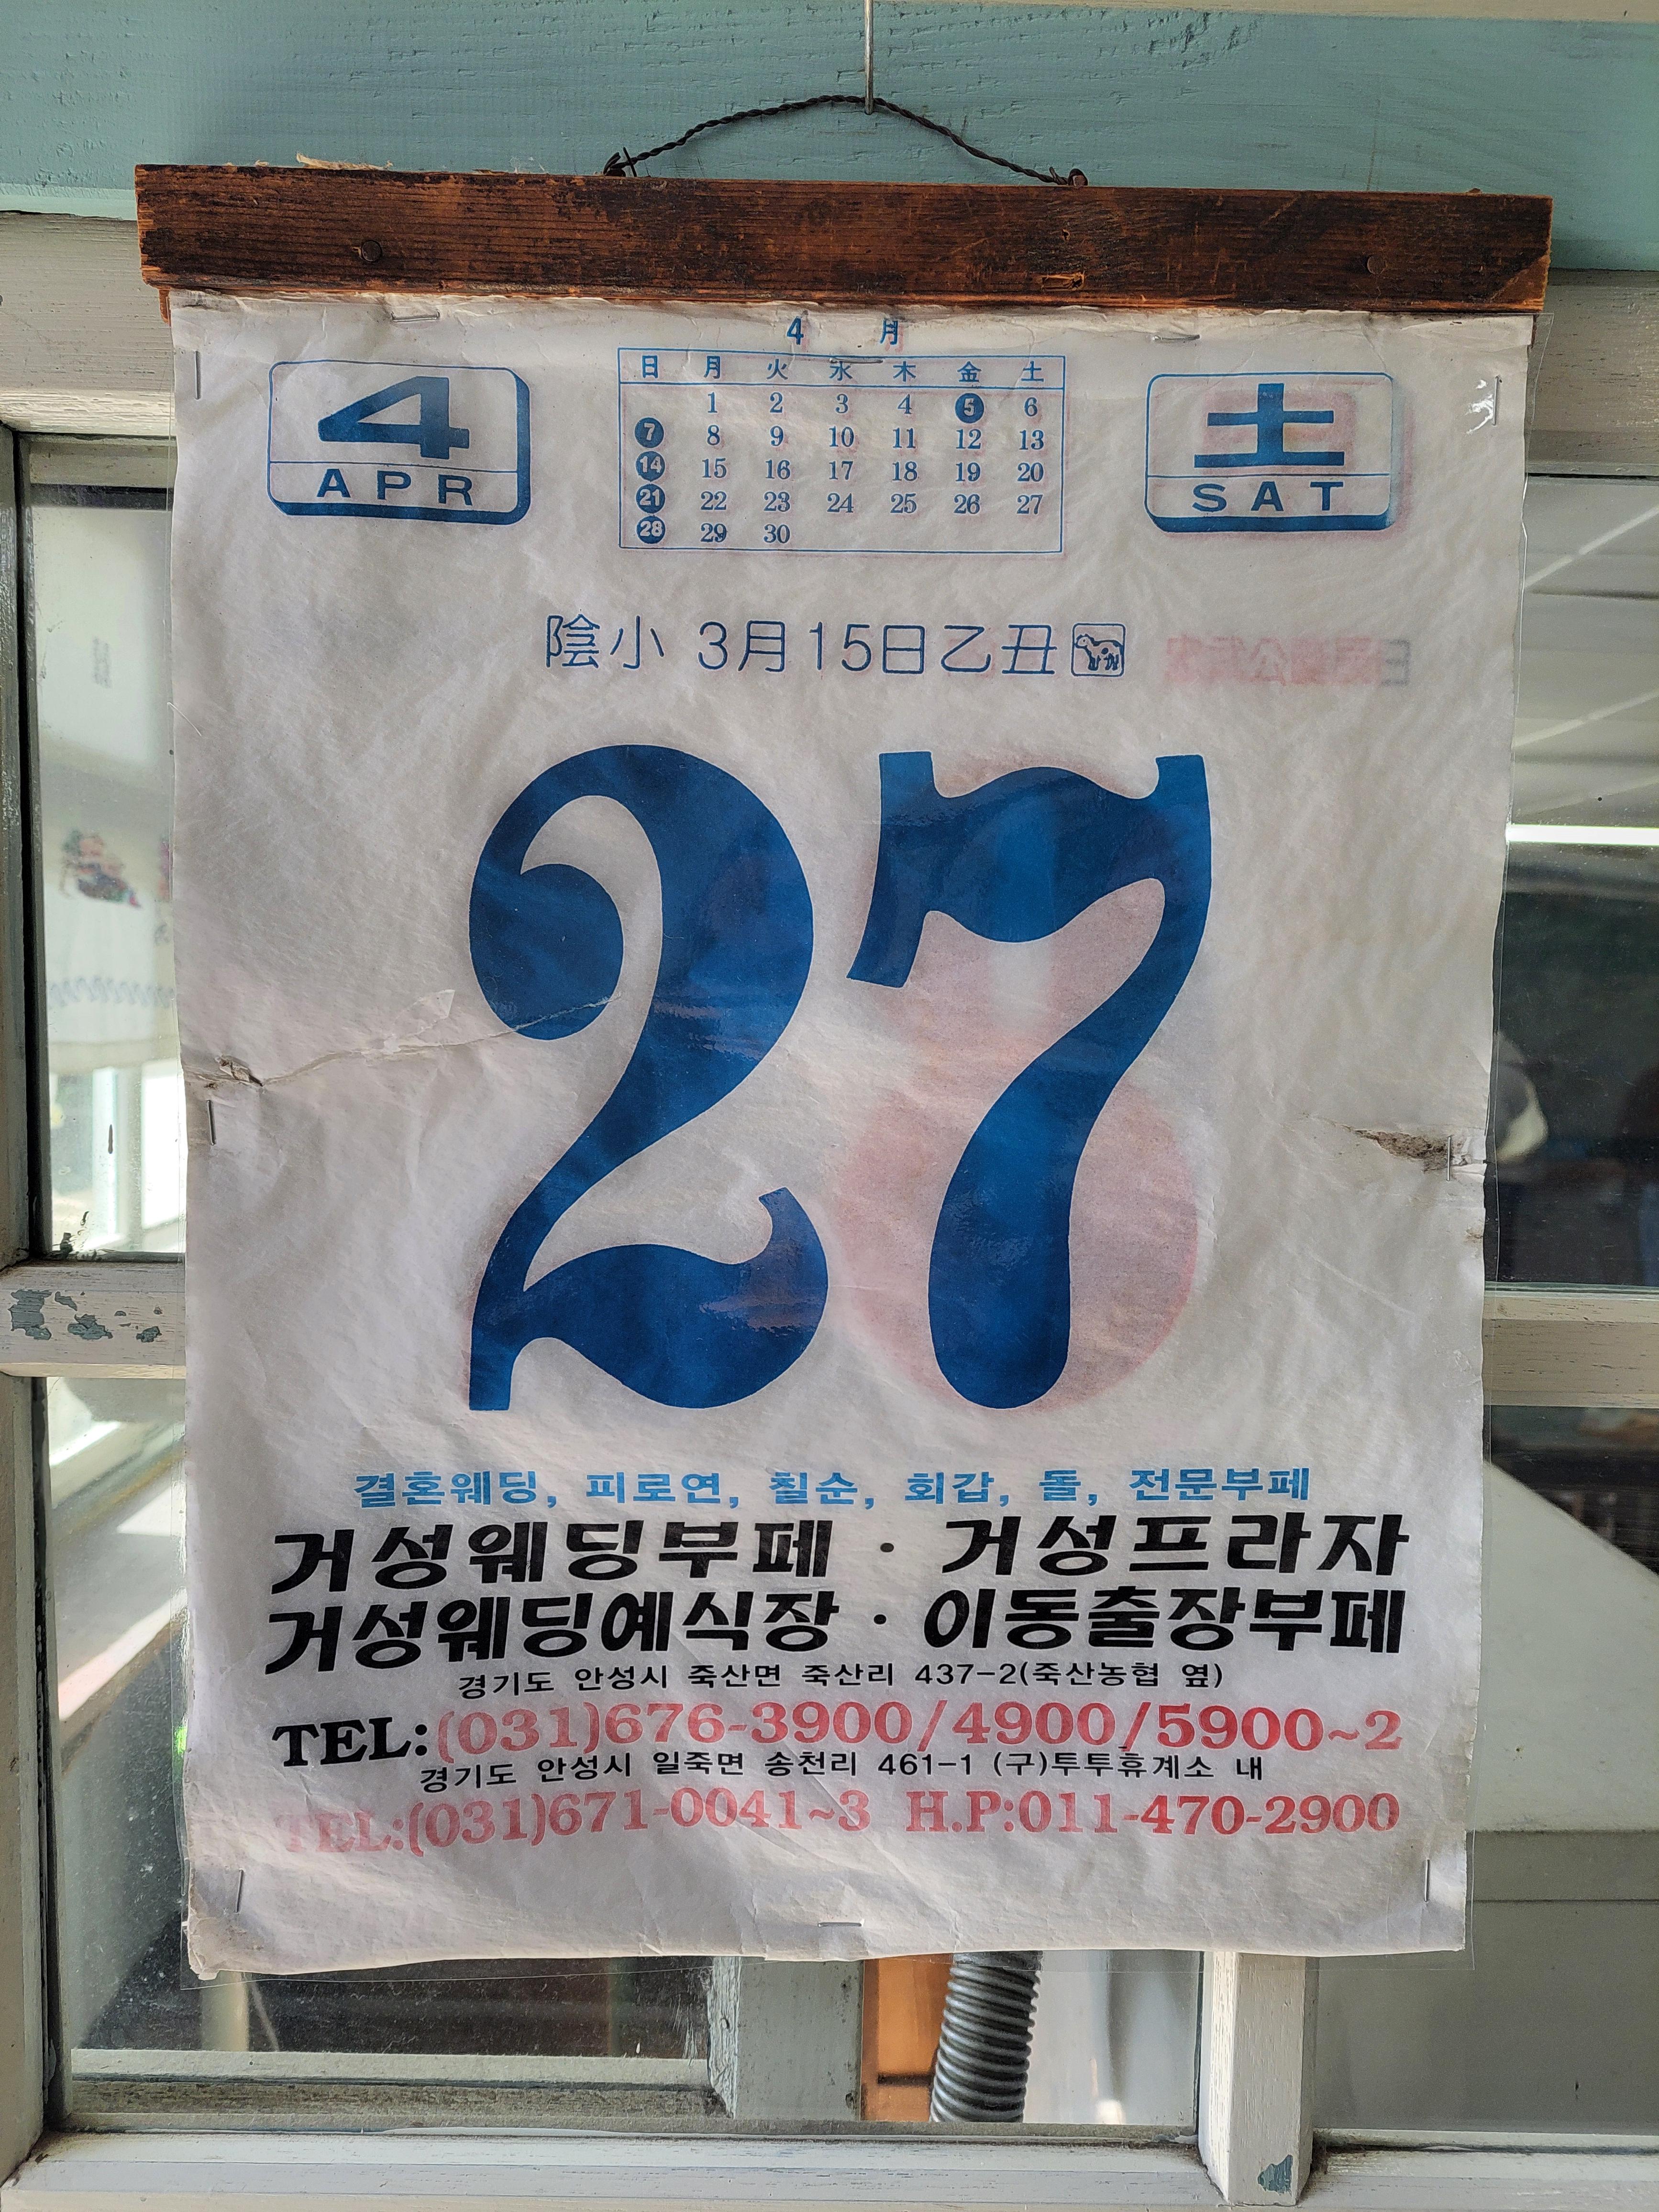 4 月
4
APR
日 月 火 水 木 金 土
1 2 3 4 5 6
7 8 9 10 11 12 13
14 15 16 17 18 19 20
21 22 23 24 25 26 27
28 29 30
土
SAT
陰小 3月15日乙丑
27
결혼웨딩, 피로연, 칠순, 회갑, 돌, 전문부페
거성웨딩부페 · 거성프라자
거성웨딩예식장 · 이동출장부페
경기도 안성시 죽산면 죽산리 437-2(죽산농협 옆)
TEL:(031)676-3900/4900/5900~2
경기도 안성시 일죽면 송천리 461-1 (구)투투휴계소 내
TEL:(031)671-0041~3 H.P:011-470-2900